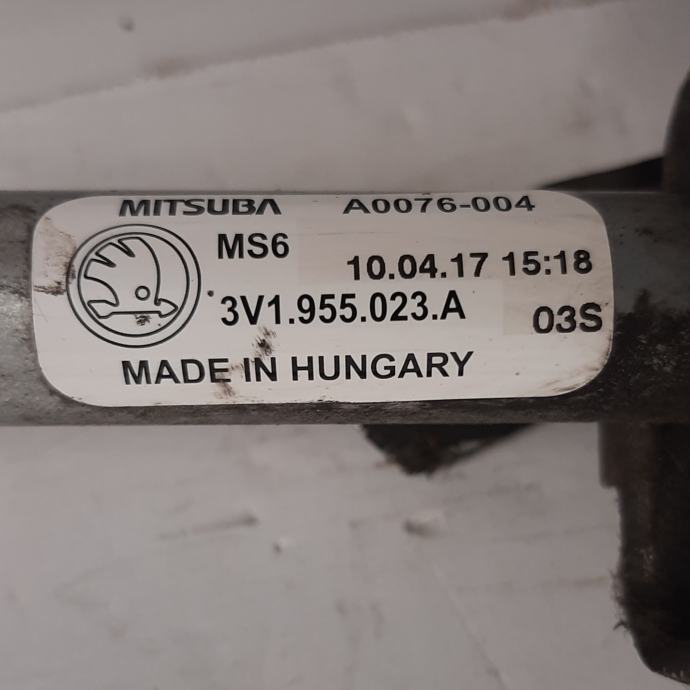 MITSUBA A0076-004
MS6
10.04.17 15:18
3V1.955.023.A
03S
MADE IN HUNGARY